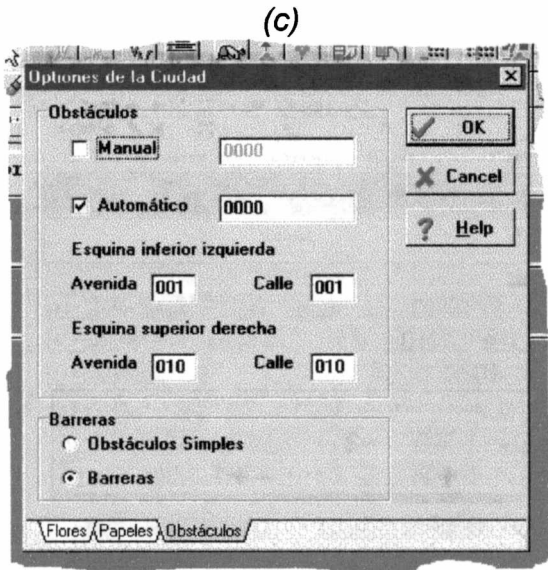 (c)
Optiones de la Ciudad
Obstáculos
Manual 0000
OK
Cancel
Automático 0000
Help
Esquina inferior izquierda
Avenida 001 Calle 001
Esquina superior derecha
Avenida 010 Calle 010
Barreras
Obstáculos Simples
Barreras
Flores Papeles Obstáculos